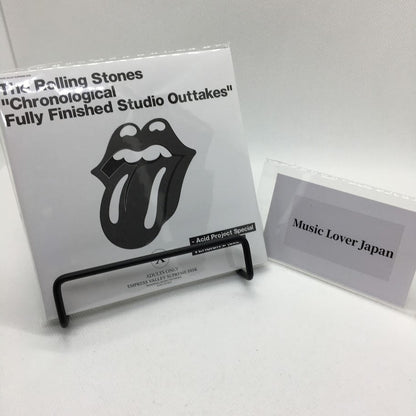 The Rolling Stones
"Chronological
Fully Finished Studio Outtakes"
- Acid Project Special
ADULTS ONLY
EMPRESS VALLEY SUPREME DISK
Music Lover Japan